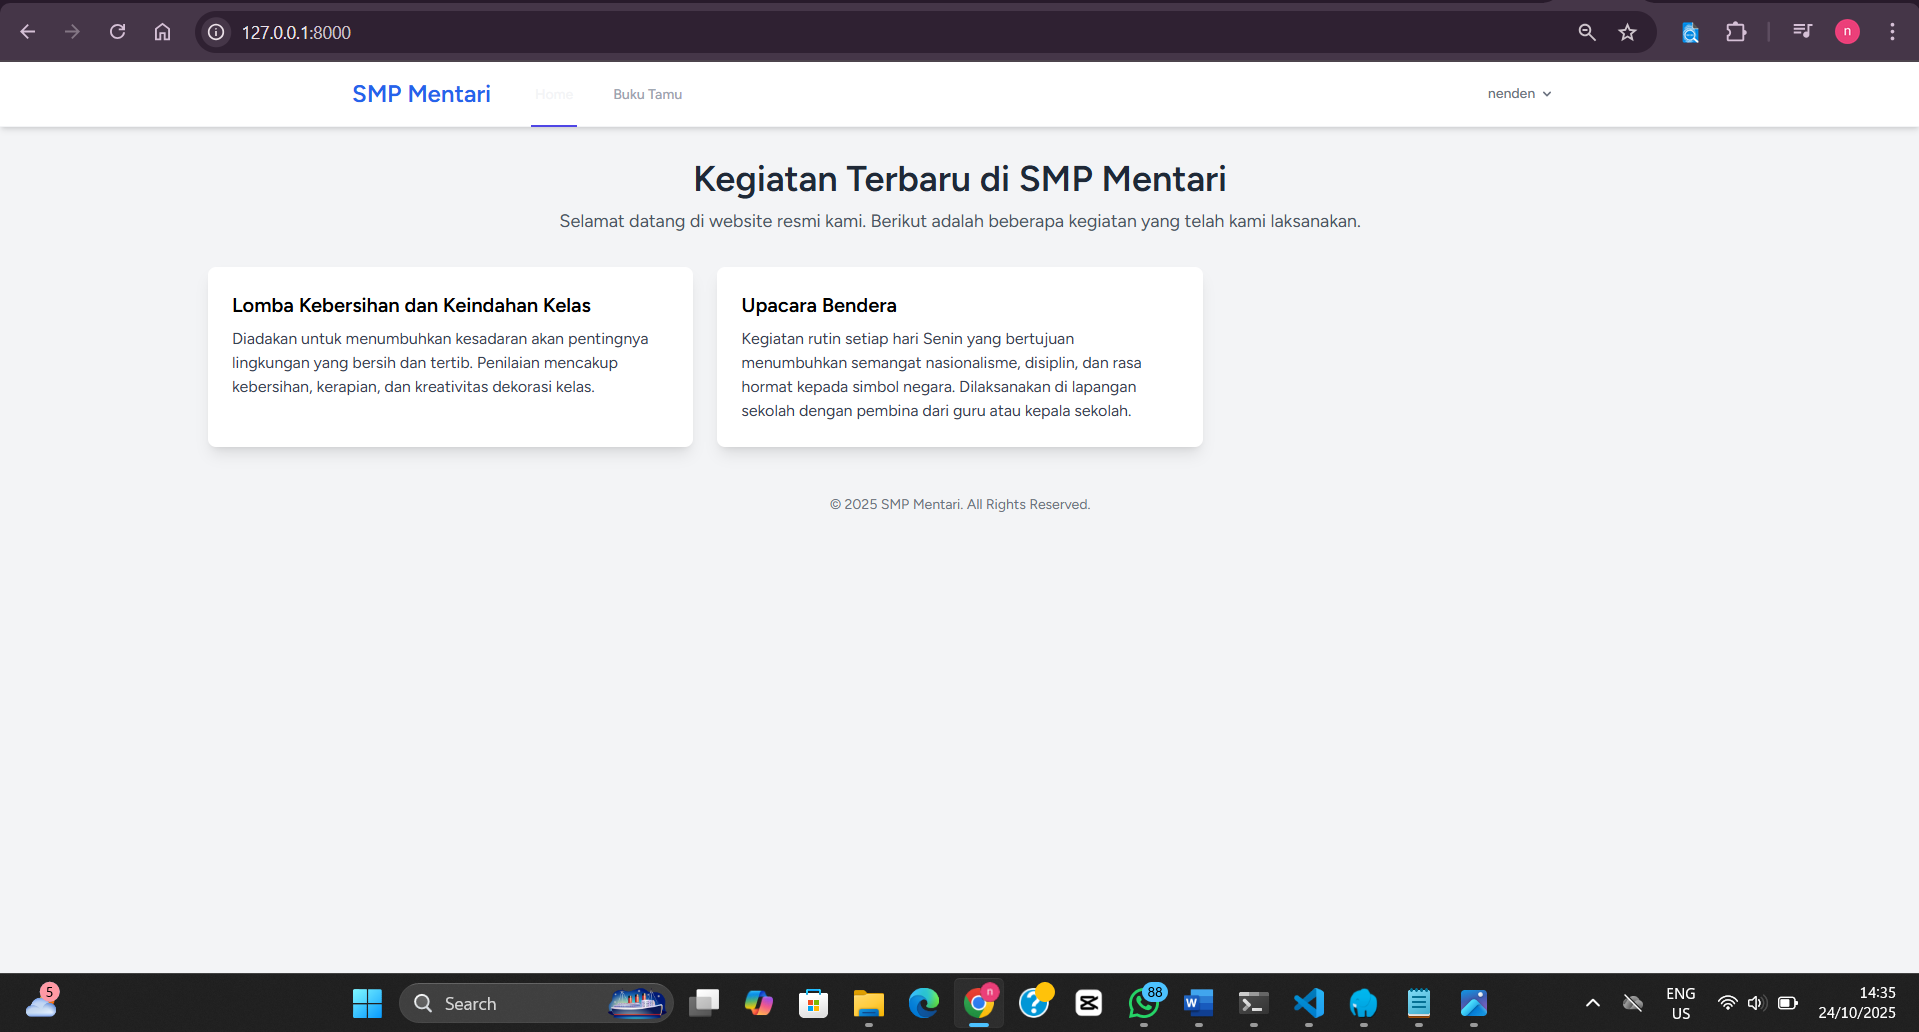 127.0.0.1:8000
n
SMP Mentari
Home
Buku Tamu
nenden
Kegiatan Terbaru di SMP Mentari
Selamat datang di website resmi kami. Berikut adalah beberapa kegiatan yang telah kami laksanakan.
Lomba Kebersihan dan Keindahan Kelas
Diadakan untuk menumbuhkan kesadaran akan pentingnya
lingkungan yang bersih dan tertib. Penilaian mencakup
kebersihan, kerapian, dan kreativitas dekorasi kelas.
Upacara Bendera
Kegiatan rutin setiap hari Senin yang bertujuan
menumbuhkan semangat nasionalisme, disiplin, dan rasa
hormat kepada simbol negara. Dilaksanakan di lapangan
sekolah dengan pembina dari guru atau kepala sekolah.
© 2025 SMP Mentari. All Rights Reserved.
5
Search
n
88
W
ENG
US
14:35
24/10/2025